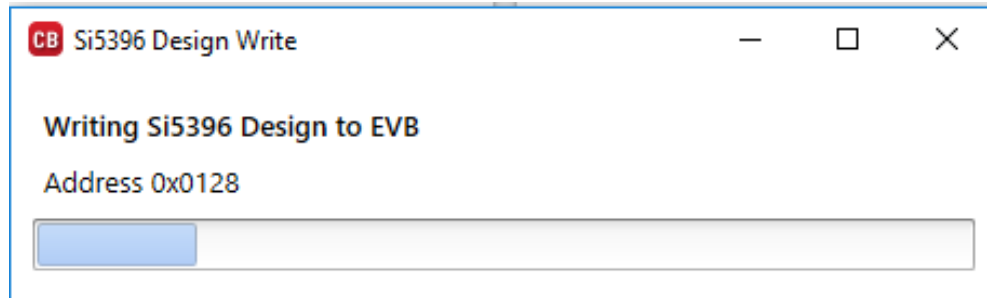 CB Si5396 Design Write
Writing Si5396 Design to EVB
Address 0x0128